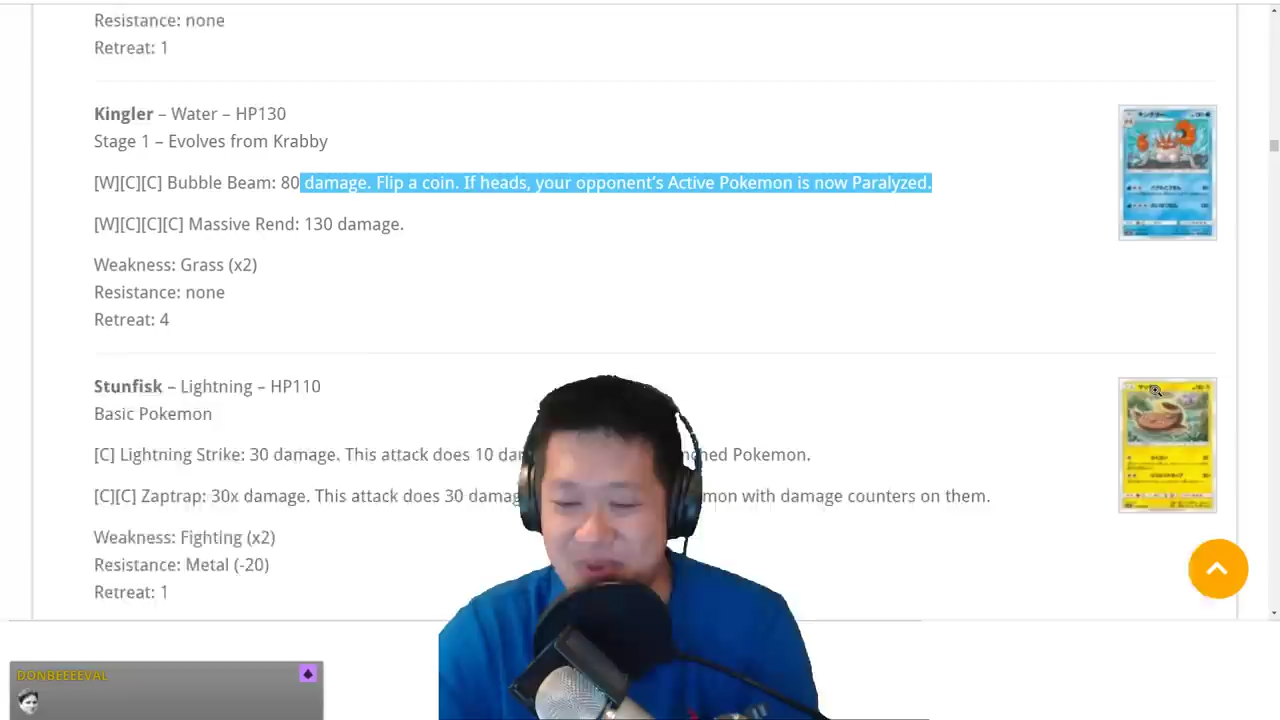 Resistance: none
Retreat: 1
Kingler – Water – HP130
Stage 1 – Evolves from Krabby
[W][C][C] Bubble Beam: 80 damage. Flip a coin. If heads, your opponent’s Active Pokemon is now Paralyzed.
[W][C][C][C] Massive Rend: 130 damage.
Weakness: Grass (x2)
Resistance: none
Retreat: 4
Stunfisk – Lightning – HP110
Basic Pokemon
[C] Lightning Strike: 30 damage. This attack does 10 Pokemon.
[C][C] Zaptrap: 30x damage. This attack does 30 with damage counters on them.
Weakness: Fighting (x2)
Resistance: Metal (-20)
Retreat: 1
DONBEEEEVAL